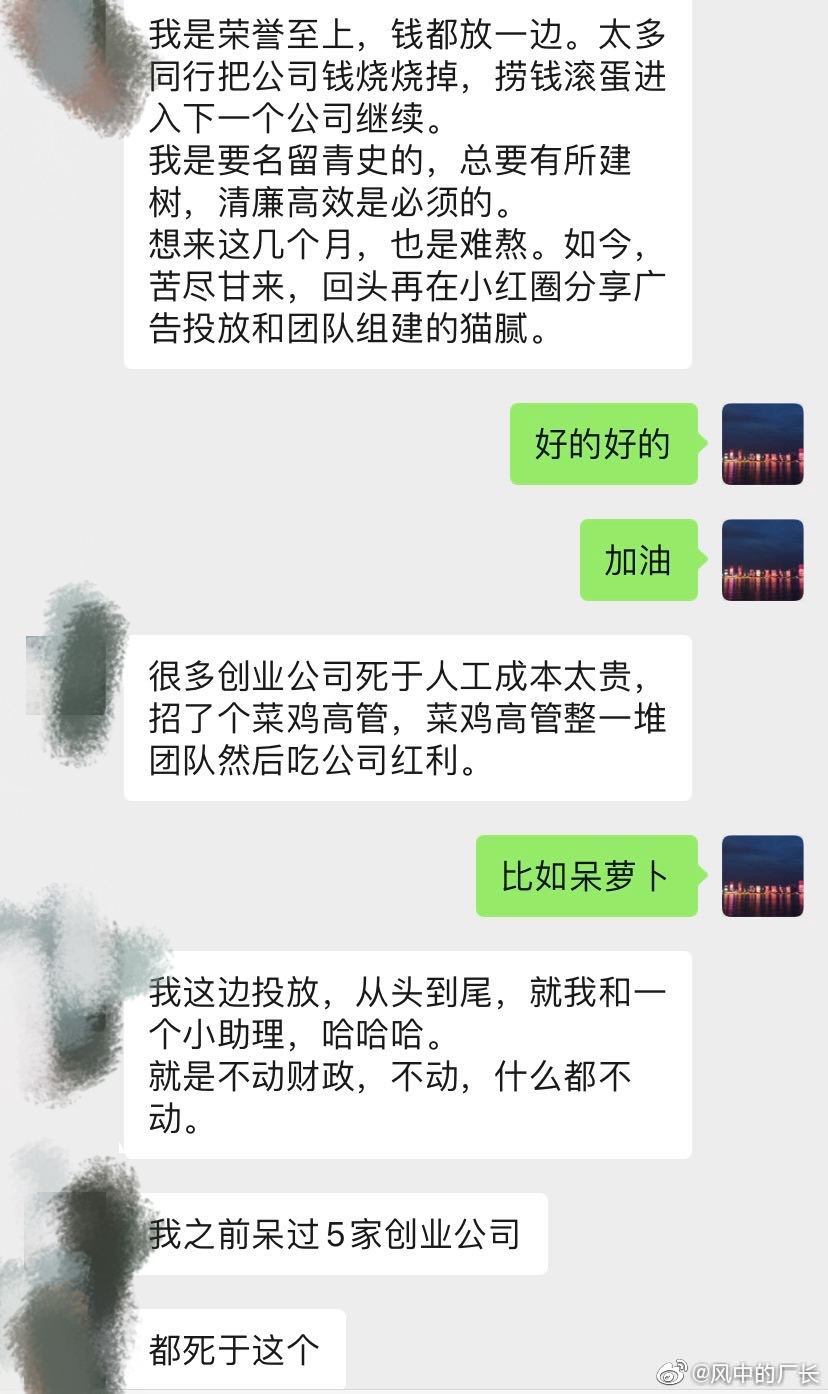 我是荣誉至上，钱都放一边。太多
同行把公司钱烧烧掉，捞钱滚蛋进
入下一个公司继续。
我是要名留青史的，总要有所建
树，清廉高效是必须的。
想来这几个月，也是难熬。如今，
苦尽甘来，回头再在小红圈分享广
告投放和团队组建的猫腻。
好的好的
加油
很多创业公司死于人工成本太贵，
招了个菜鸡高管，菜鸡高管整一堆
团队然后吃公司红利。
比如呆萝卜
我这边投放，从头到尾，就我和一
个小助理，哈哈哈。
就是不动财政，不动，什么都不
动。
我之前呆过5家创业公司
都死于这个
@风中的厂长